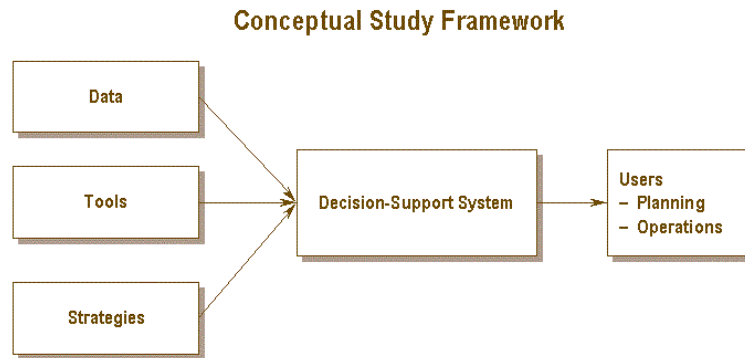 Conceptual Study Framework
Data
Tools
Strategies
Decision-Support System
Users
– Planning
– Operations